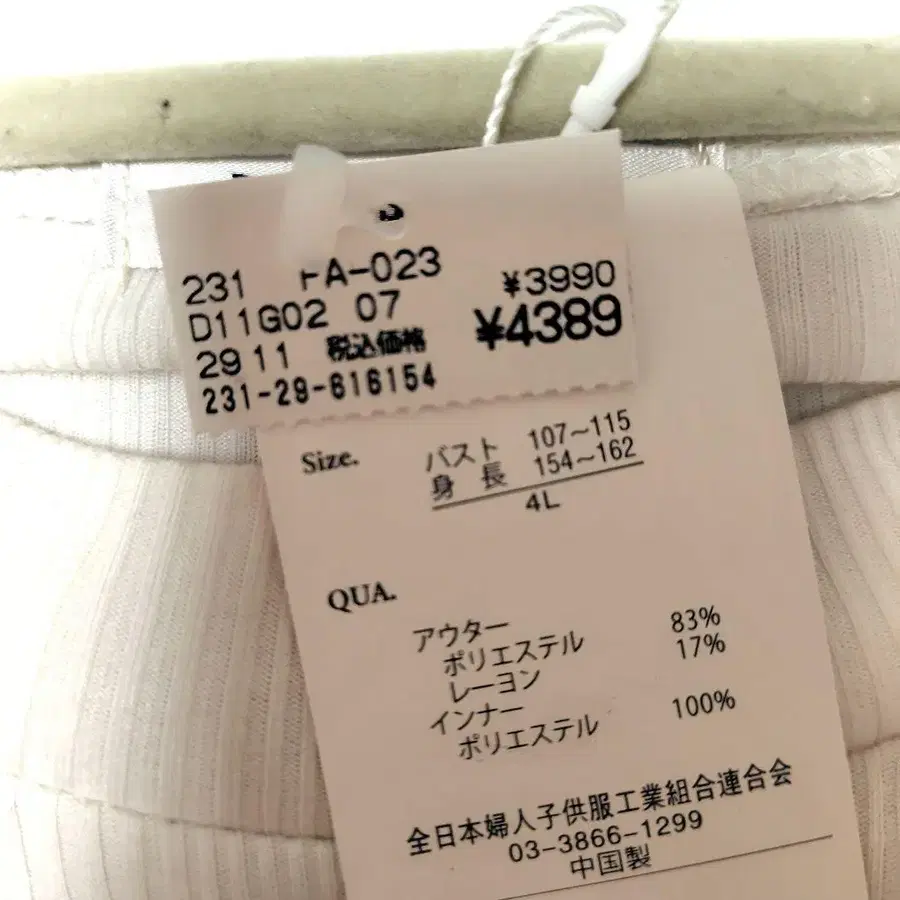 231 FA-023
¥3990
D11G02 07
¥4389
2911 税込価格
231-29-616154
Size.
バスト 107～115
身長 154～162
4L
QUA.
アウター
ポリエステル 83%
レーヨン 17%
インナー
ポリエステル 100%
全日本婦人子供服工業組合連合会
03-3866-1299
中国製